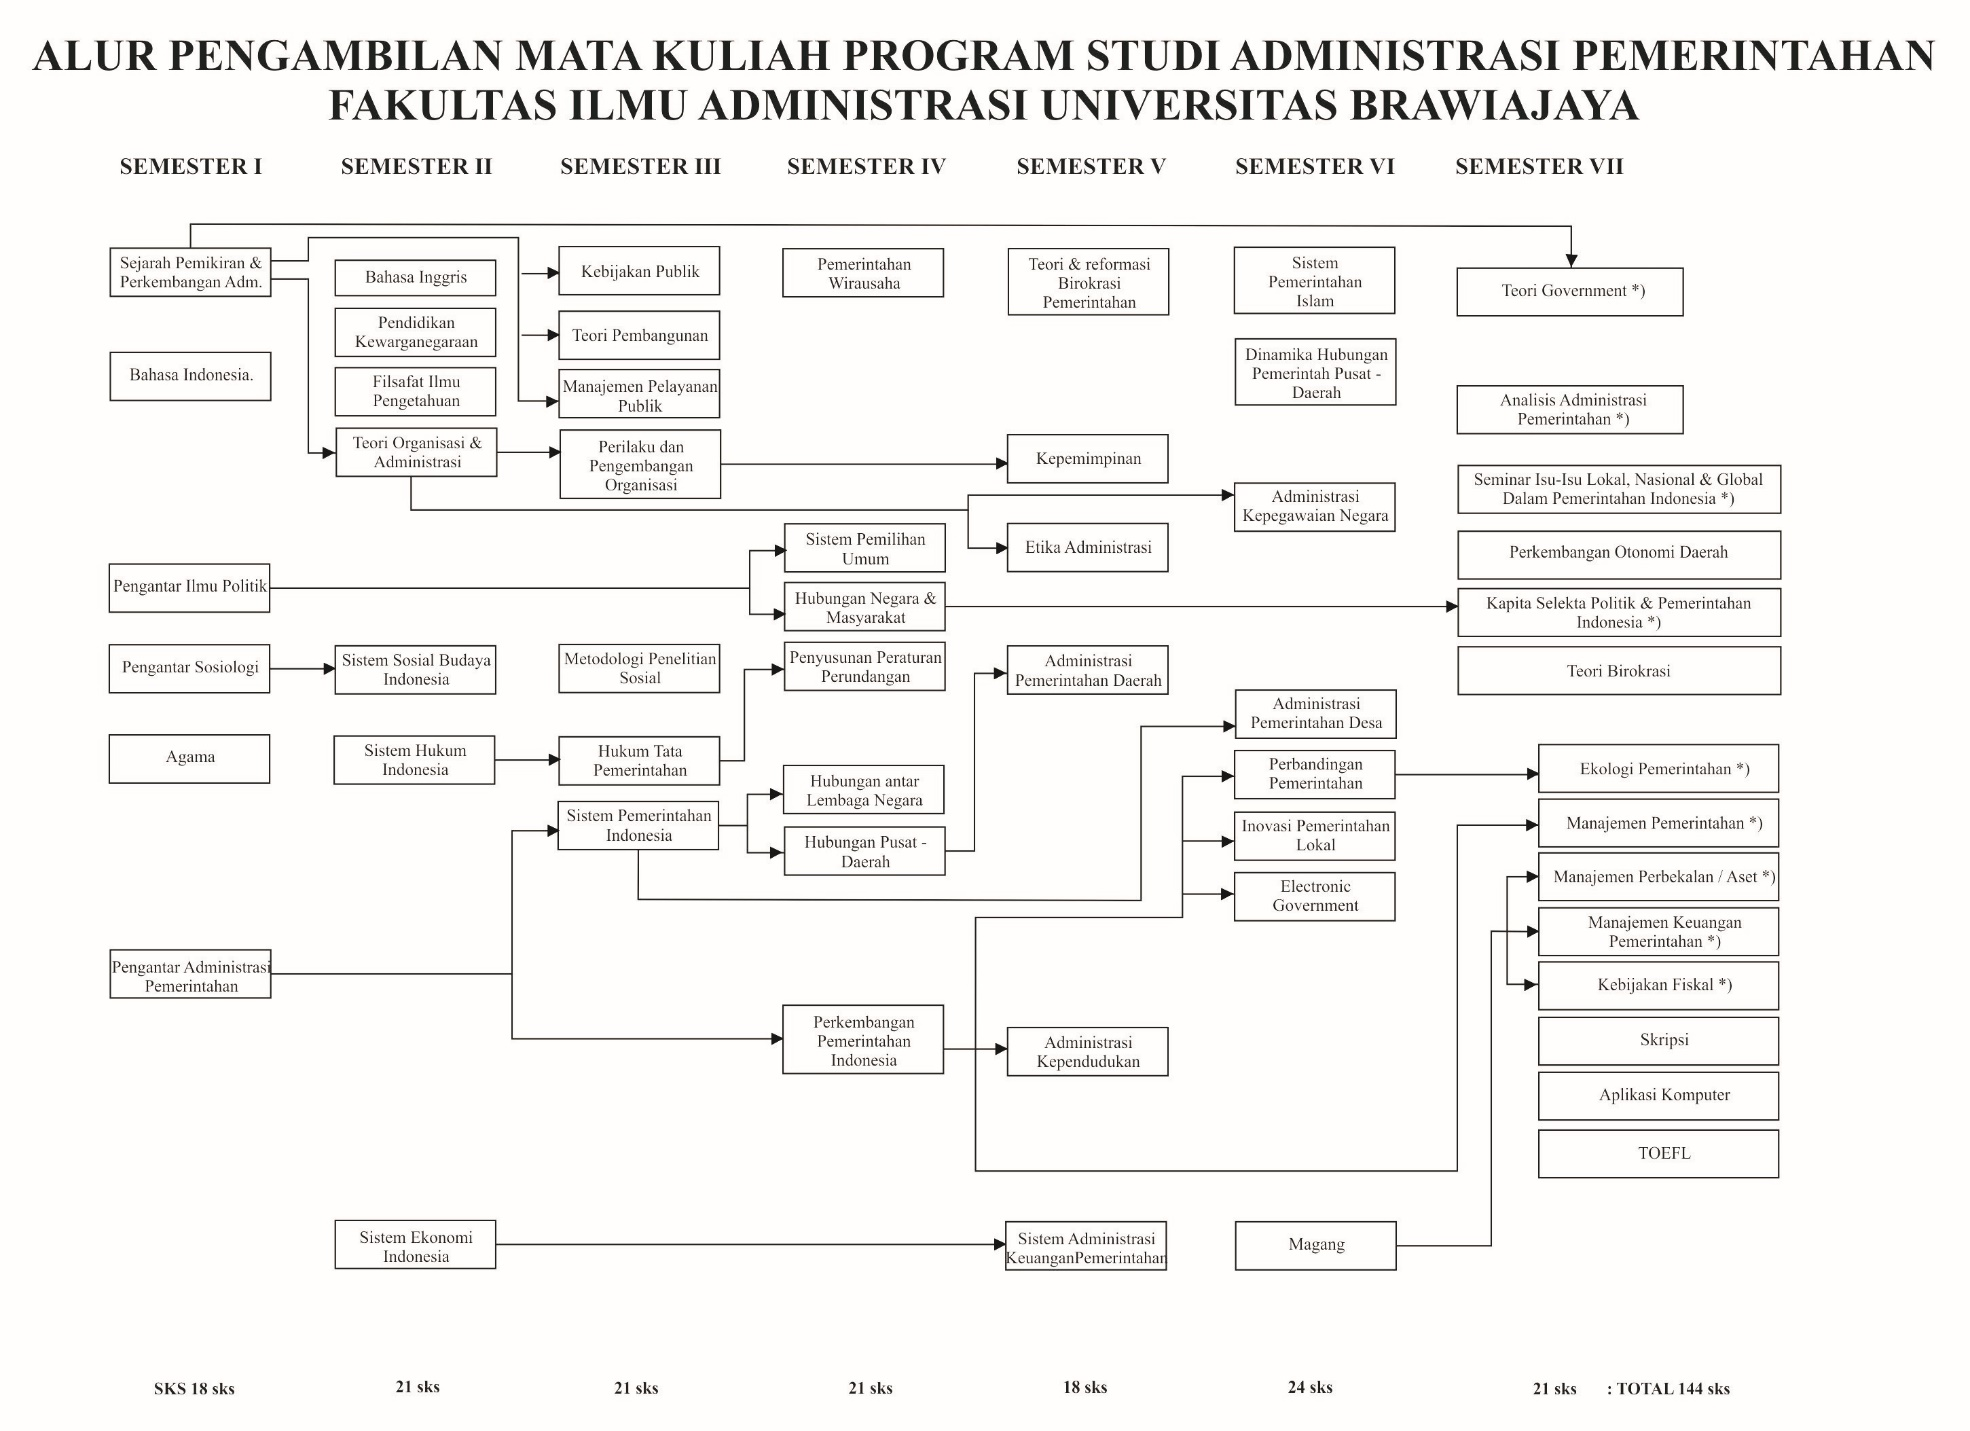 ALUR PENGAMBILAN MATA KULIAH PROGRAM STUDI ADMINISTRASI PEMERINTAHAN
FAKULTAS ILMU ADMINISTRASI UNIVERSITAS BRAWIAJAYA
SEMESTER I
SEMESTER II
SEMESTER III
SEMESTER IV
SEMESTER V
SEMESTER VI
SEMESTER VII
Sejarah Pemikiran &
Perkembangan Adm.
Bahasa Indonesia.
Pengantar Ilmu Politik
Pengantar Sosiologi
Agama
Pengantar Administrasi
Pemerintahan
Bahasa Inggris
Pendidikan
Kewarganegaraan
Filsafat Ilmu
Pengetahuan
Teori Organisasi &
Administrasi
Sistem Sosial Budaya
Indonesia
Sistem Hukum
Indonesia
Sistem Ekonomi
Indonesia
Kebijakan Publik
Teori Pembangunan
Manajemen Pelayanan
Publik
Perilaku dan
Pengembangan
Organisasi
Metodologi Penelitian
Sosial
Hukum Tata
Pemerintahan
Sistem Pemerintahan
Indonesia
Pemerintahan
Wirausaha
Sistem Pemilihan
Umum
Hubungan Negara &
Masyarakat
Penyusunan Peraturan
Perundangan
Hubungan antar
Lembaga Negara
Hubungan Pusat -
Daerah
Perkembangan
Pemerintahan
Indonesia
Teori & reformasi
Birokrasi
Pemerintahan
Kepemimpinan
Etika Administrasi
Administrasi
Pemerintahan Daerah
Administrasi
Kependudukan
Sistem Administrasi
KeuanganPemerintahan
Sistem
Pemerintahan
Islam
Dinamika Hubungan
Pemerintah Pusat -
Daerah
Administrasi
Kepegawaian Negara
Administrasi
Pemerintahan Desa
Perbandingan
Pemerintahan
Inovasi Pemerintahan
Lokal
Electronic
Government
Magang
Teori Government *)
Analisis Administrasi
Pemerintahan *)
Seminar Isu-Isu Lokal, Nasional & Global
Dalam Pemerintahan Indonesia *)
Perkembangan Otonomi Daerah
Kapita Selekta Politik & Pemerintahan
Indonesia *)
Teori Birokrasi
Ekologi Pemerintahan *)
Manajemen Pemerintahan *)
Manajemen Perbekalan / Aset *)
Manajemen Keuangan
Pemerintahan *)
Kebijakan Fiskal *)
Skripsi
Aplikasi Komputer
TOEFL
SKS 18 sks
21 sks
21 sks
21 sks
18 sks
24 sks
21 sks : TOTAL 144 sks